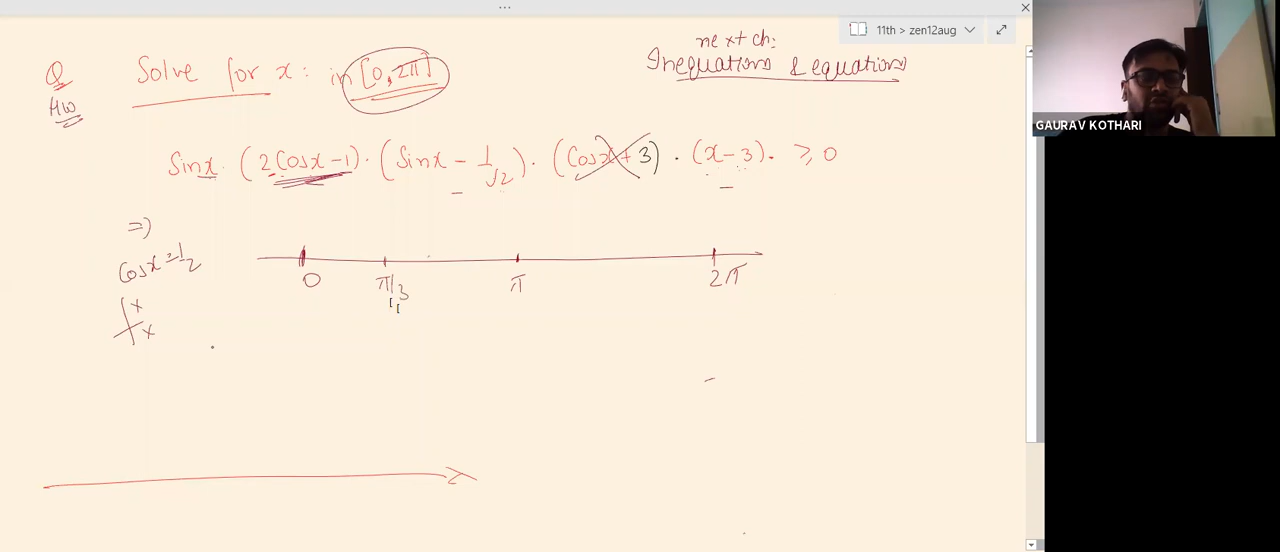 11th > zen12aug
next ch:
Inequations & equations
Q Solve for x: in [0, 2π]
HW
GAURAV KOTHARI
Sinx · (2Cosx-1) · (Sinx - 1/√2) · (Cosx+3) · (x-3) · ≥ 0
=)
Cosx=1/2
0 π/3 π 2π
x
x